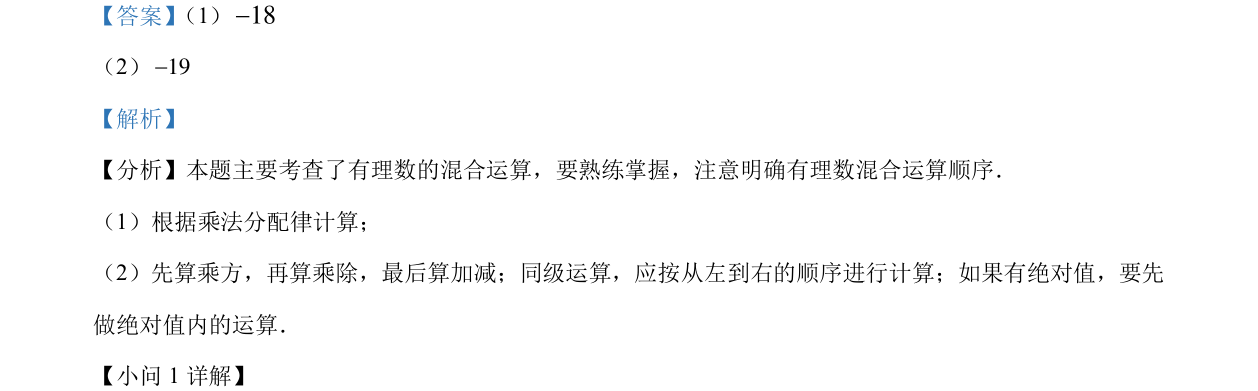 【答案】（1）–18
（2）–19
【解析】
【分析】本题主要考查了有理数的混合运算，要熟练掌握，注意明确有理数混合运算顺序．
（1）根据乘法分配律计算；
（2）先算乘方，再算乘除，最后算加减；同级运算，应按从左到右的顺序进行计算；如果有绝对值，要先
做绝对值内的运算．
【小问 1 详解】